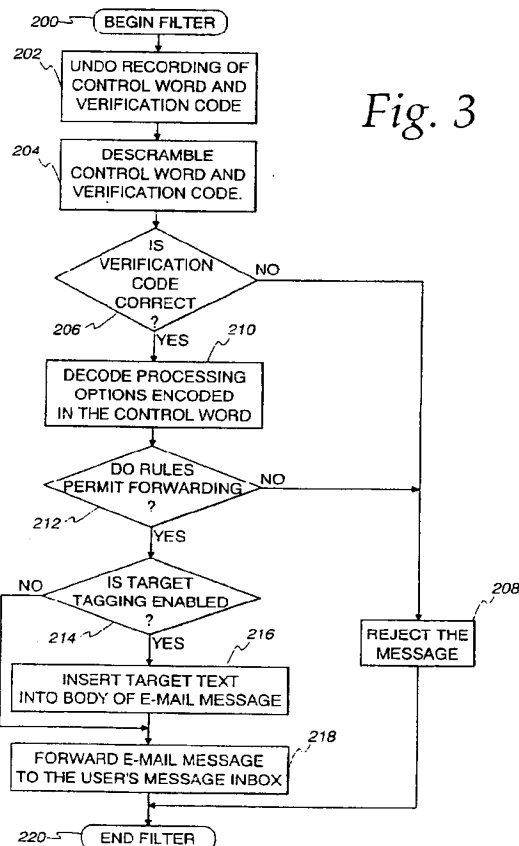 200
BEGIN FILTER
202
UNDO RECORDING OF
CONTROL WORD AND
VERIFICATION CODE
Fig. 3
204
DESCRAMBLE
CONTROL WORD AND
VERIFICATION CODE.
IS
VERIFICATION
CODE
CORRECT
?
NO
206
YES
210
DECODE PROCESSING
OPTIONS ENCODED
IN THE CONTROL WORD
DO RULES
PERMIT FORWARDING
?
NO
212
YES
NO
IS TARGET
TAGGING ENABLED
?
214
YES
208
REJECT THE
MESSAGE
216
INSERT TARGET TEXT
INTO BODY OF E-MAIL MESSAGE
218
FORWARD E-MAIL MESSAGE
TO THE USER'S MESSAGE INBOX
220
END FILTER